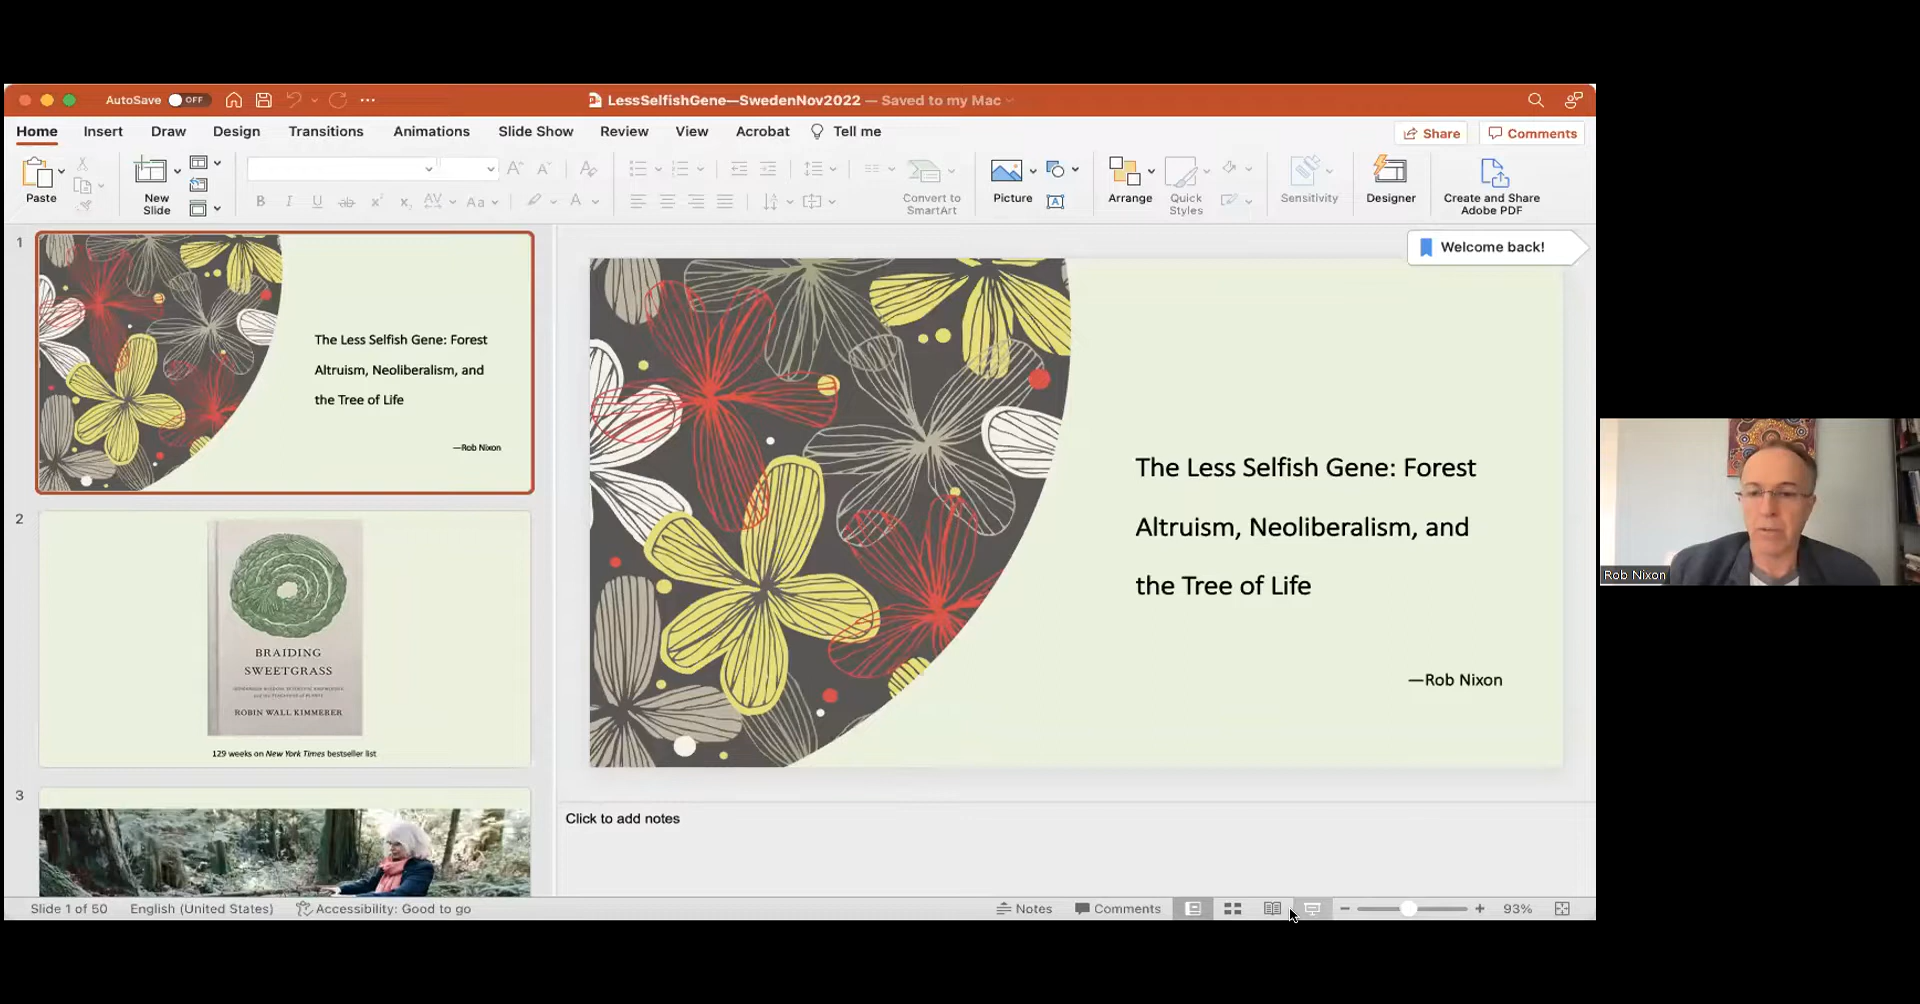 AutoSave OFF
LessSelfishGene—SwedenNov2022 — Saved to my Mac
Home Insert Draw Design Transitions Animations Slide Show Review View Acrobat Tell me
Share Comments
Paste
New
Slide
Convert to
SmartArt
Picture
Arrange
Quick
Styles
Sensitivity
Designer
Create and Share
Adobe PDF
Welcome back!
1
The Less Selfish Gene: Forest
Altruism, Neoliberalism, and
the Tree of Life
—Rob Nixon
2
BRAIDING
SWEETGRASS
ROBIN WALL KIMMERER
129 weeks on New York Times bestseller list
3
The Less Selfish Gene: Forest
Altruism, Neoliberalism, and
the Tree of Life
—Rob Nixon
Click to add notes
Rob Nixon
Slide 1 of 50 English (United States) Accessibility: Good to go
Notes Comments 93%